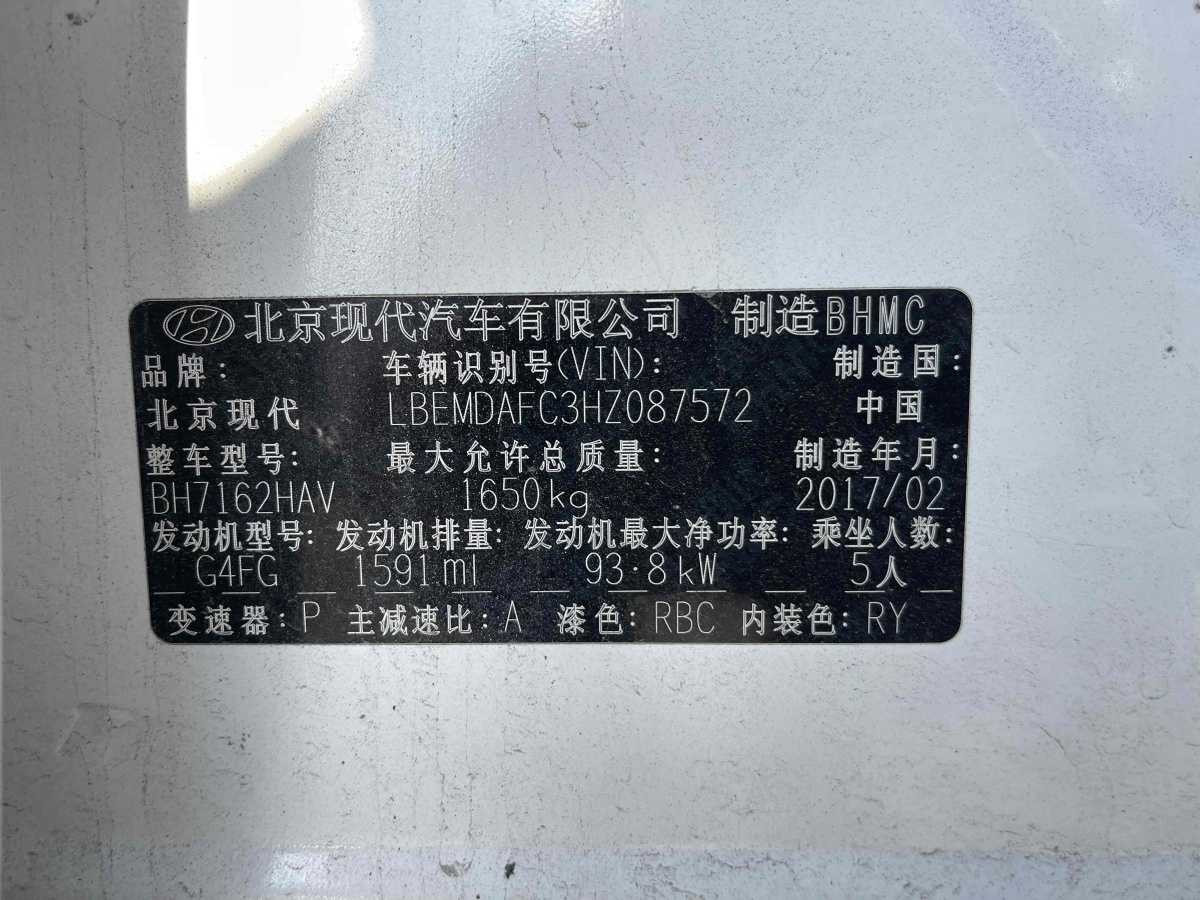 北京现代汽车有限公司 制造BHMC
品牌: 车辆识别号(VIN): 制造国:
北京现代 LBEMDAFC3HZ087572 中国
整车型号: 最大允许总质量: 制造年月:
BH7162HAV 1650kg 2017/02
发动机型号: 发动机排量: 发动机最大净功率: 乘坐人数:
G4FG 1591ml 93·8kW 5人
变速器: P 主减速比: A 漆色: RBC 内装色: RY